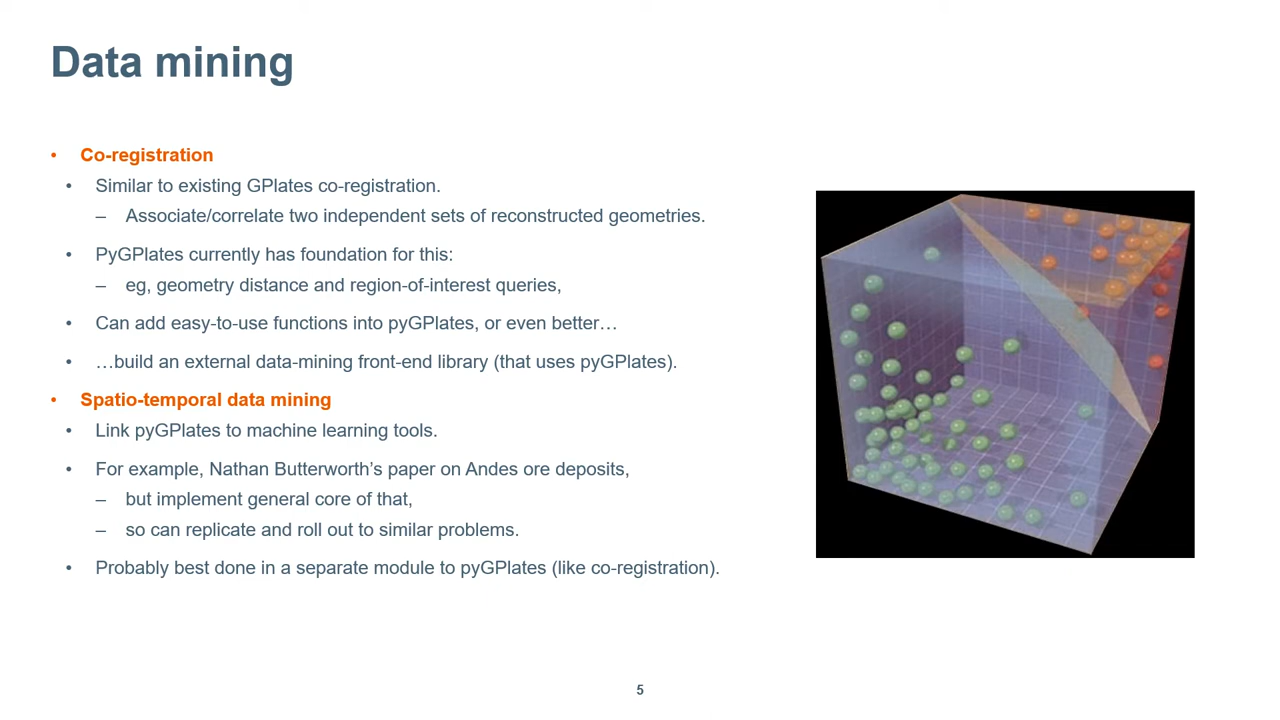 Data mining
• Co-registration
• Similar to existing GPlates co-registration.
– Associate/correlate two independent sets of reconstructed geometries.
• PyGPlates currently has foundation for this:
– eg, geometry distance and region-of-interest queries,
• Can add easy-to-use functions into pyGPlates, or even better…
• …build an external data-mining front-end library (that uses pyGPlates).
• Spatio-temporal data mining
• Link pyGPlates to machine learning tools.
• For example, Nathan Butterworth’s paper on Andes ore deposits,
– but implement general core of that,
– so can replicate and roll out to similar problems.
• Probably best done in a separate module to pyGPlates (like co-registration).
5